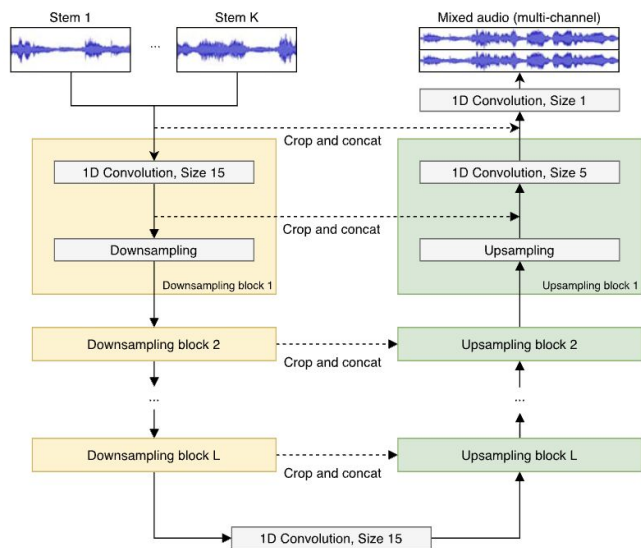 Stem 1
...
Stem K
Mixed audio (multi-channel)
1D Convolution, Size 1
Crop and concat
1D Convolution, Size 15
1D Convolution, Size 5
Crop and concat
Downsampling
Upsampling
Downsampling block 1
Upsampling block 1
Downsampling block 2
Upsampling block 2
Crop and concat
...
...
Downsampling block L
Upsampling block L
Crop and concat
1D Convolution, Size 15